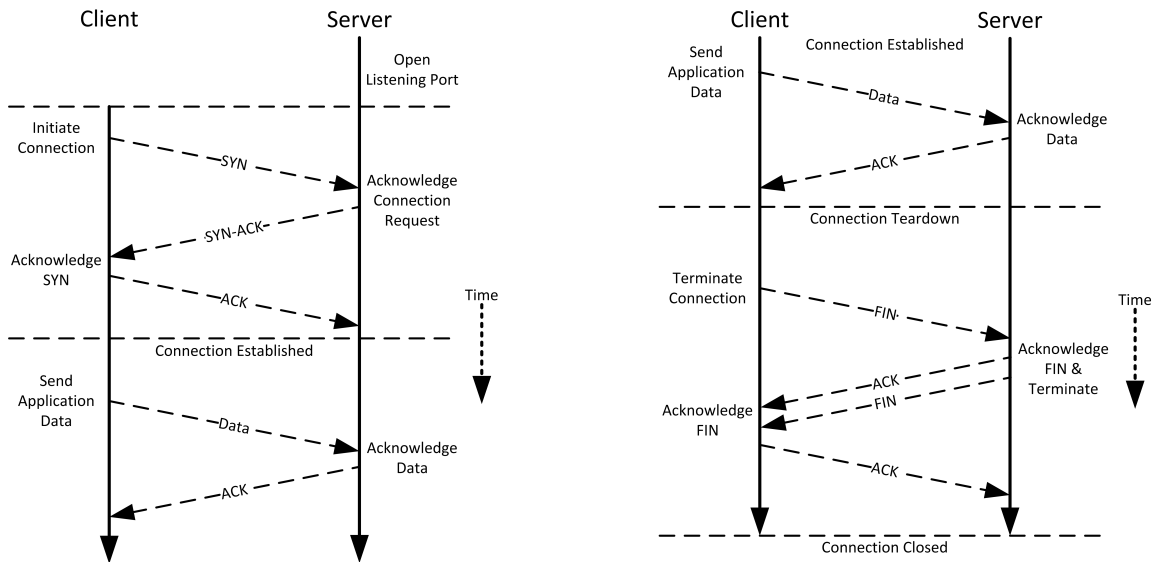 Client
Server
Open
Listening Port
Initiate
Connection
SYN
Acknowledge
Connection
Request
SYN-ACK
Acknowledge
SYN
ACK
Time
Connection Established
Send
Application
Data
Data
Acknowledge
Data
ACK
Client
Server
Connection Established
Send
Application
Data
Data
Acknowledge
Data
ACK
Connection Teardown
Terminate
Connection
FIN
Time
Acknowledge
FIN &
Terminate
ACK
FIN
Acknowledge
FIN
ACK
Connection Closed